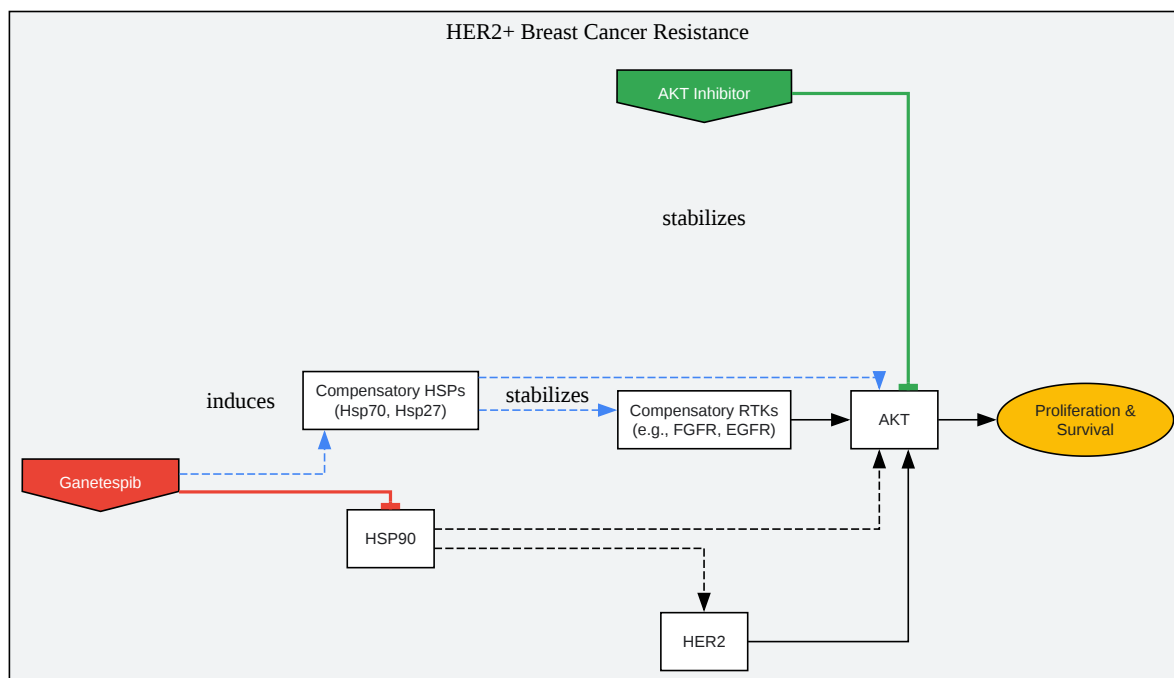 HER2+ Breast Cancer Resistance
AKT Inhibitor
stabilizes
Compensatory HSPs
(Hsp70, Hsp27)
induces
stabilizes
Compensatory RTKs
(e.g., FGFR, EGFR)
AKT
Proliferation &
Survival
Ganetespib
HSP90
HER2